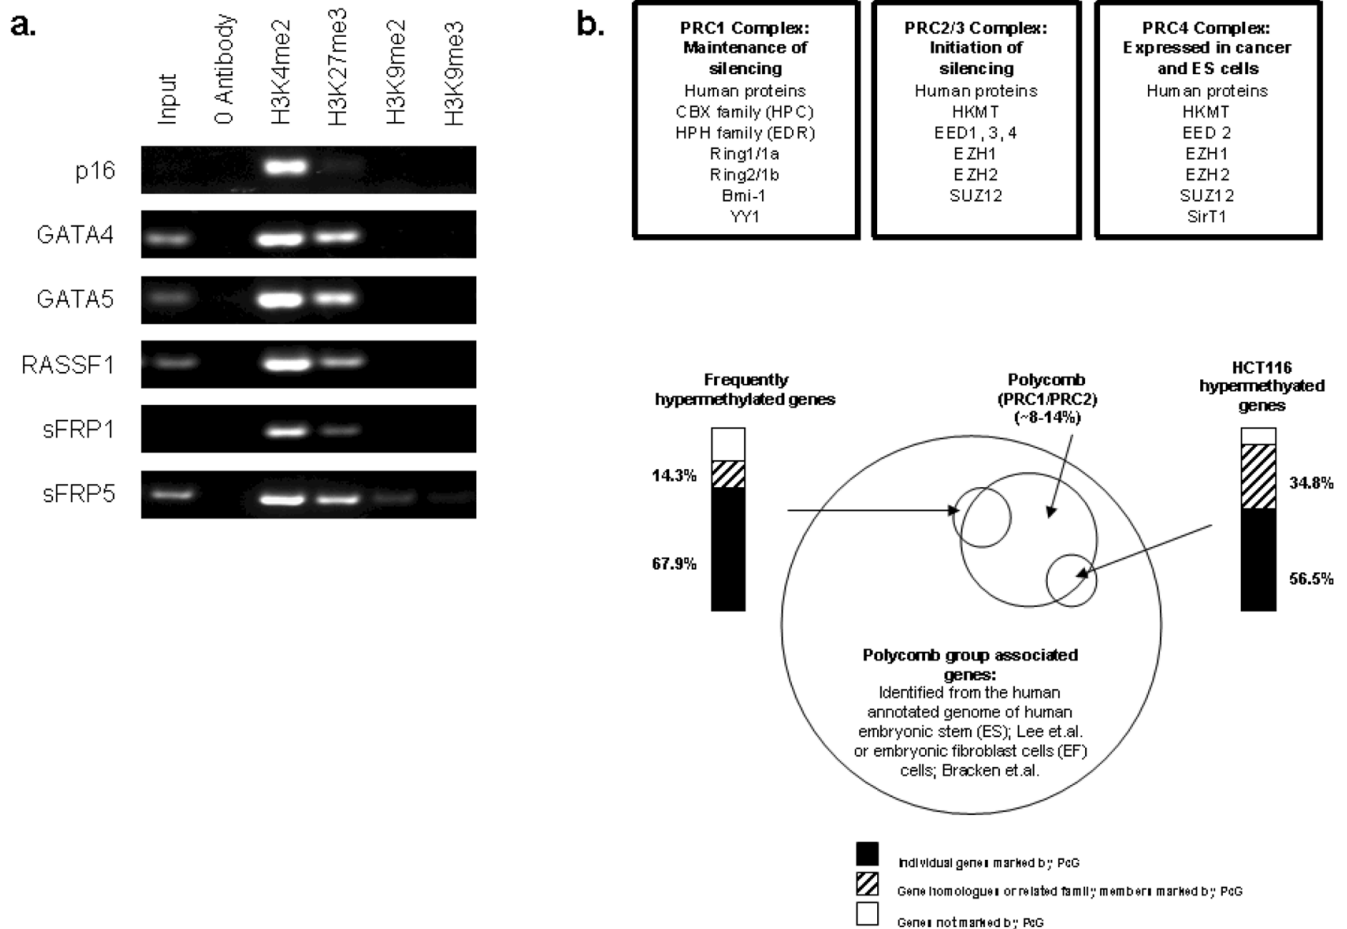 a.
Input
0 Antibody
H3K4me2
H3K27me3
H3K9me2
H3K9me3
p16
GATA4
GATA5
RASSF1
sFRP1
sFRP5
b.
PRC1 Complex:
Maintenance of
silencing
Human proteins
CBX family (HPC)
HPH family (EDR)
Ring1/1a
Ring2/1b
Bmi-1
YY1
PRC2/3 Complex:
Initiation of
silencing
Human proteins
HKMT
EED1, 3, 4
EZH1
EZH2
SUZ12
PRC4 Complex:
Expressed in cancer
and ES cells
Human proteins
HKMT
EED 2
EZH1
EZH2
SUZ12
SirT1
Frequently
hypermethylated genes
14.3%
67.9%
Polycomb
(PRC1/PRC2)
(~8-14%)
HCT116
hypermethyated
genes
34.8%
56.5%
Polycomb group associated
genes:
Identified from the human
annotated genome of human
embryonic stem (ES); Lee et.al.
or embryonic fibroblast cells (EF)
cells; Bracken et.al.
Individual genes marked by PcG
Gene homologues or related family members marked by PcG
Genes not marked by PcG